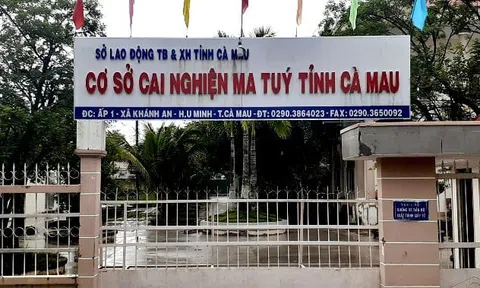 SỞ LAO ĐỘNG TB & XH TỈNH CÀ MAU
CƠ SỞ CAI NGHIỆN MA TUÝ TỈNH CÀ MAU
ĐC: ẤP 1 - XÃ KHÁNH AN - H.U MINH - T.CÀ MAU - ĐT: 0290.3864023 - FAX: 0290.3650092